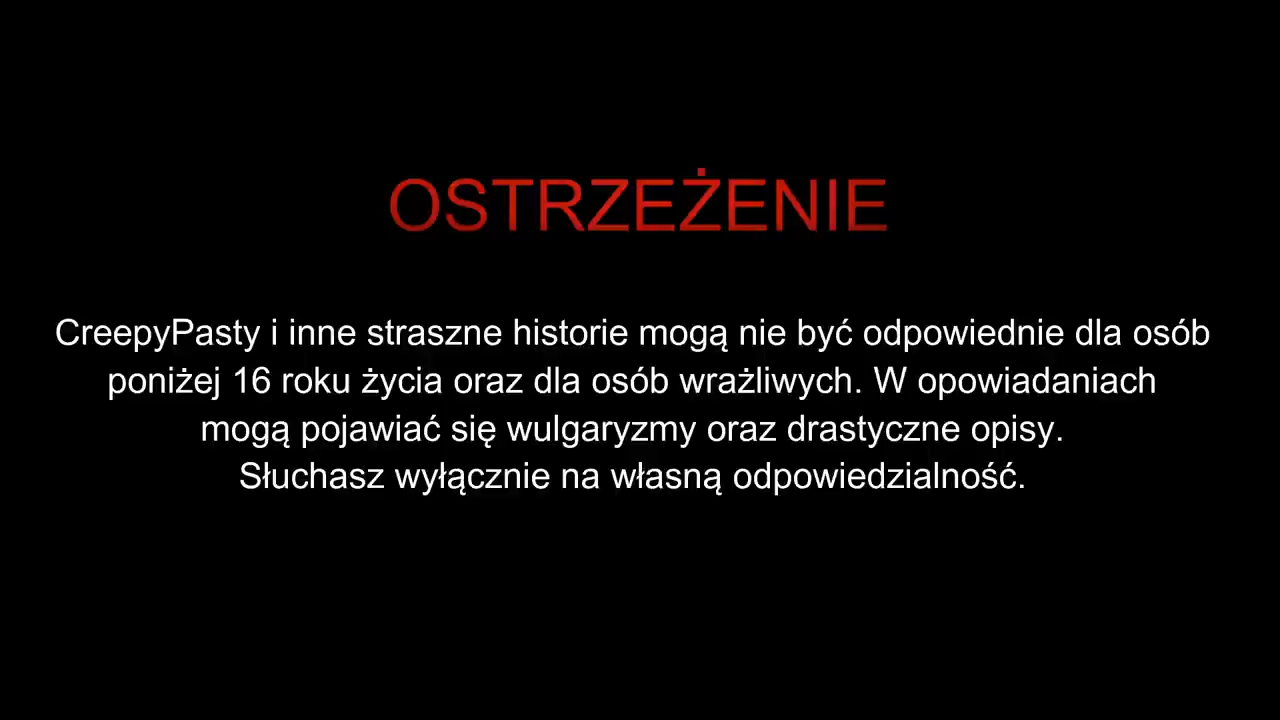 OSTRZEŻENIE
CreepyPasty i inne straszne historie mogą nie być odpowiednie dla osób
poniżej 16 roku życia oraz dla osób wrażliwych. W opowiadaniach
mogą pojawiać się wulgaryzmy oraz drastyczne opisy.
Słuchasz wyłącznie na własną odpowiedzialność.